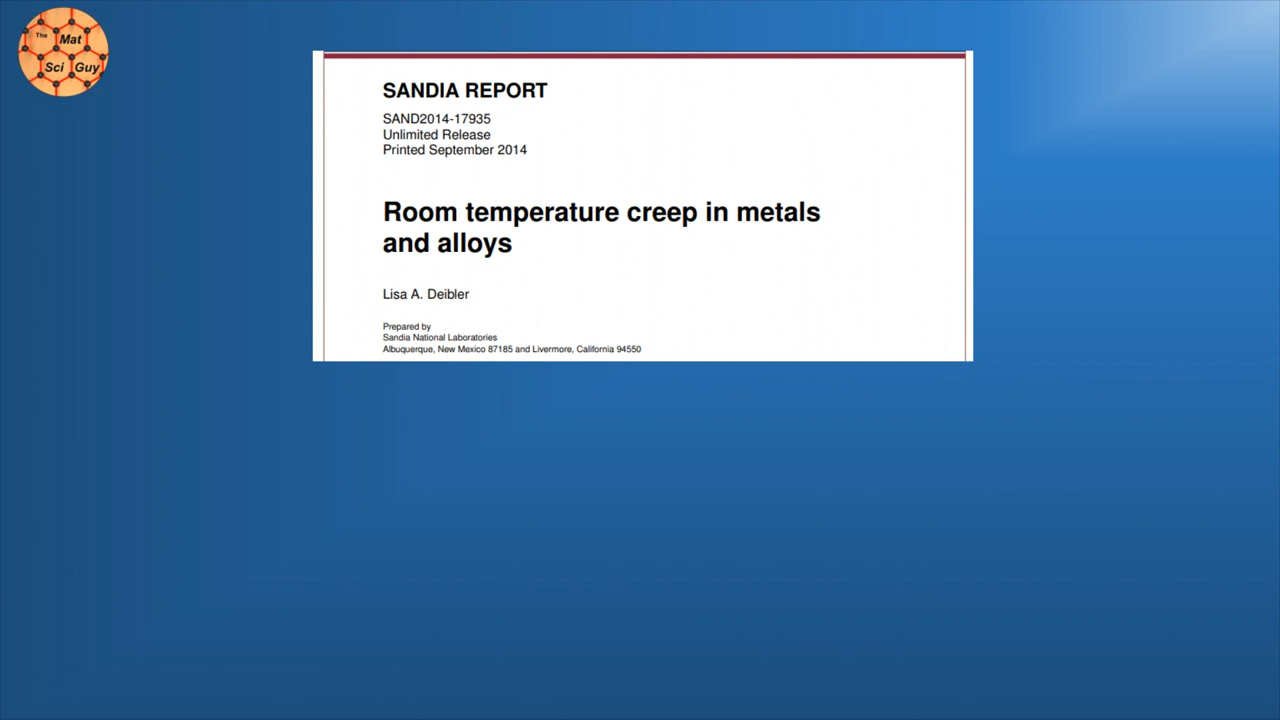 The
Mat
Sci Guy
SANDIA REPORT
SAND2014-17935
Unlimited Release
Printed September 2014
Room temperature creep in metals
and alloys
Lisa A. Deibler
Prepared by
Sandia National Laboratories
Albuquerque, New Mexico 87185 and Livermore, California 94550